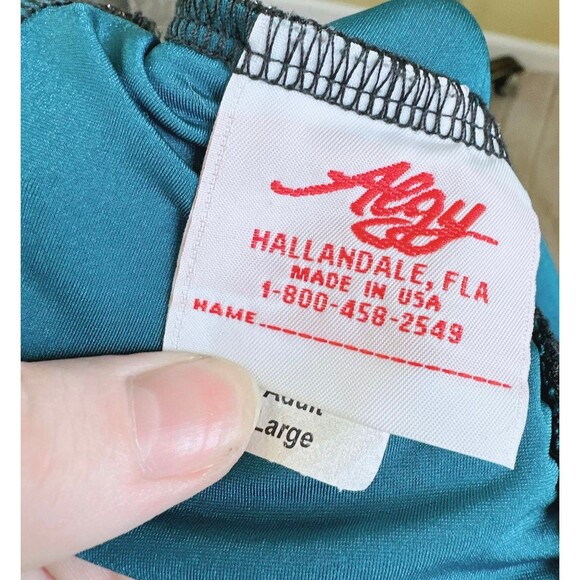 Algy
HALLANDALE, FLA
MADE IN USA
1-800-458-2549
NAME
Adult
Large